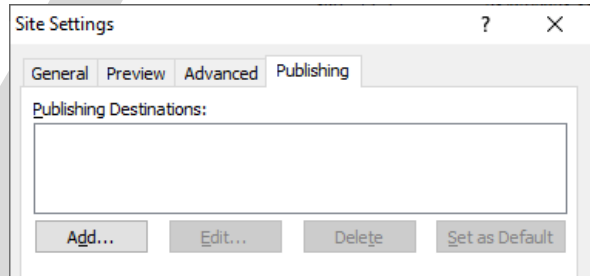 Site Settings ? ✕
General Preview Advanced Publishing
Publishing Destinations:
Add... Edit... Delete Set as Default